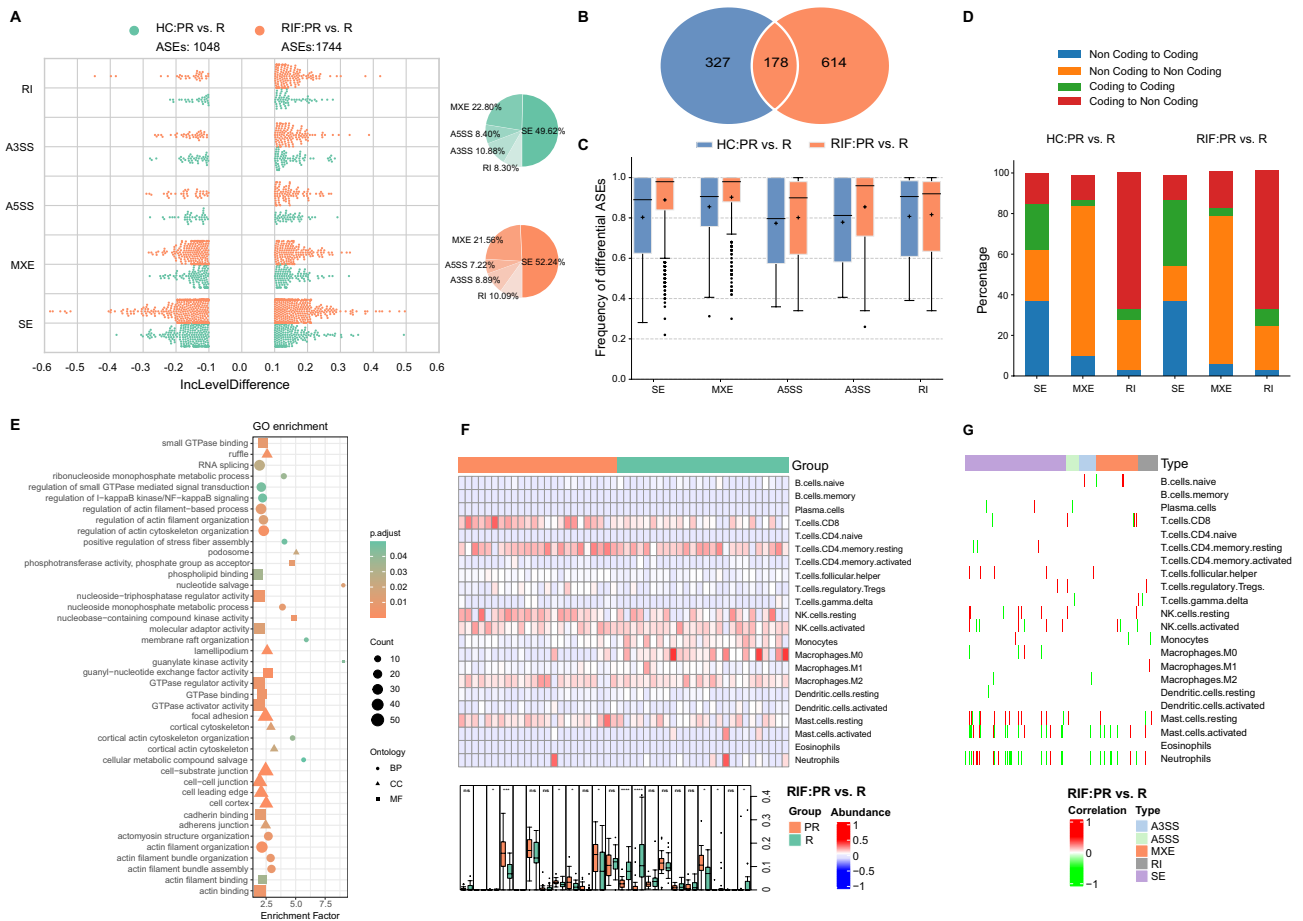 A
HC:PR vs. R
RIF:PR vs. R
ASEs: 1048
ASEs:1744
RI
A3SS
A5SS
MXE
SE
-0.6
-0.5
-0.4
-0.3
-0.2
-0.1
0.0
0.1
0.2
0.3
0.4
0.5
0.6
IncLevelDifference
MXE 22.80%
SE 49.62%
A5SS 8.40%
A3SS 10.88%
RI 8.30%
MXE 21.56%
A5SS 7.22%
SE 52.24%
A3SS 8.89%
RI 10.09%
B
327
178
614
C
HC:PR vs. R
RIF:PR vs. R
Frequency of differential ASEs
1.0
0.8
0.6
0.4
0.2
0.0
SE
MXE
A5SS
A3SS
RI
D
Non Coding to Coding
Non Coding to Non Coding
Coding to Coding
Coding to Non Coding
HC:PR vs. R
RIF:PR vs. R
Percentage
100
80
60
40
20
0
SE
MXE
RI
SE
MXE
RI
E
GO enrichment
small GTPase binding
ruffle
RNA splicing
ribonucleoside monophosphate metabolic process
regulation of small GTPase mediated signal transduction
regulation of I-kappaB kinase/NF-kappaB signaling
regulation of actin filament-based process
regulation of actin filament organization
regulation of actin cytoskeleton organization
positive regulation of stress fiber assembly
podosome
phosphotransferase activity, phosphate group as acceptor
phospholipid binding
nucleotide salvage
nucleoside-triphosphatase regulator activity
nucleoside monophosphate metabolic process
nucleobase-containing compound kinase activity
molecular adaptor activity
membrane raft organization
lamellipodium
guanylate kinase activity
guanyl-nucleotide exchange factor activity
GTPase regulator activity
GTPase binding
GTPase activator activity
focal adhesion
cortical cytoskeleton
cortical actin cytoskeleton organization
cortical actin cytoskeleton
cellular metabolic compound salvage
cell-substrate junction
cell-cell junction
cell leading edge
cell cortex
cadherin binding
adherens junction
actomyosin structure organization
actin filament organization
actin filament bundle organization
actin filament bundle assembly
actin filament binding
actin binding
2.5
5.0
7.5
Enrichment Factor
p.adjust
0.04
0.03
0.02
0.01
Count
10
20
30
40
50
Ontology
BP
CC
MF
F
Group
B.cells.naive
B.cells.memory
Plasma.cells
T.cells.CD8
T.cells.CD4.naive
T.cells.CD4.memory.resting
T.cells.CD4.memory.activated
T.cells.follicular.helper
T.cells.regulatory.Tregs.
T.cells.gamma.delta
NK.cells.resting
NK.cells.activated
Monocytes
Macrophages.M0
Macrophages.M1
Macrophages.M2
Dendritic.cells.resting
Dendritic.cells.activated
Mast.cells.resting
Mast.cells.activated
Eosinophils
Neutrophils
0.4
0.3
0.2
0.1
0
RIF:PR vs. R
Group
PR
R
Abundance
1
0.5
0
-0.5
-1
G
Type
B.cells.naive
B.cells.memory
Plasma.cells
T.cells.CD8
T.cells.CD4.naive
T.cells.CD4.memory.resting
T.cells.CD4.memory.activated
T.cells.follicular.helper
T.cells.regulatory.Tregs.
T.cells.gamma.delta
NK.cells.resting
NK.cells.activated
Monocytes
Macrophages.M0
Macrophages.M1
Macrophages.M2
Dendritic.cells.resting
Dendritic.cells.activated
Mast.cells.resting
Mast.cells.activated
Eosinophils
Neutrophils
RIF:PR vs. R
Correlation
1
0
-1
Type
A3SS
A5SS
MXE
RI
SE